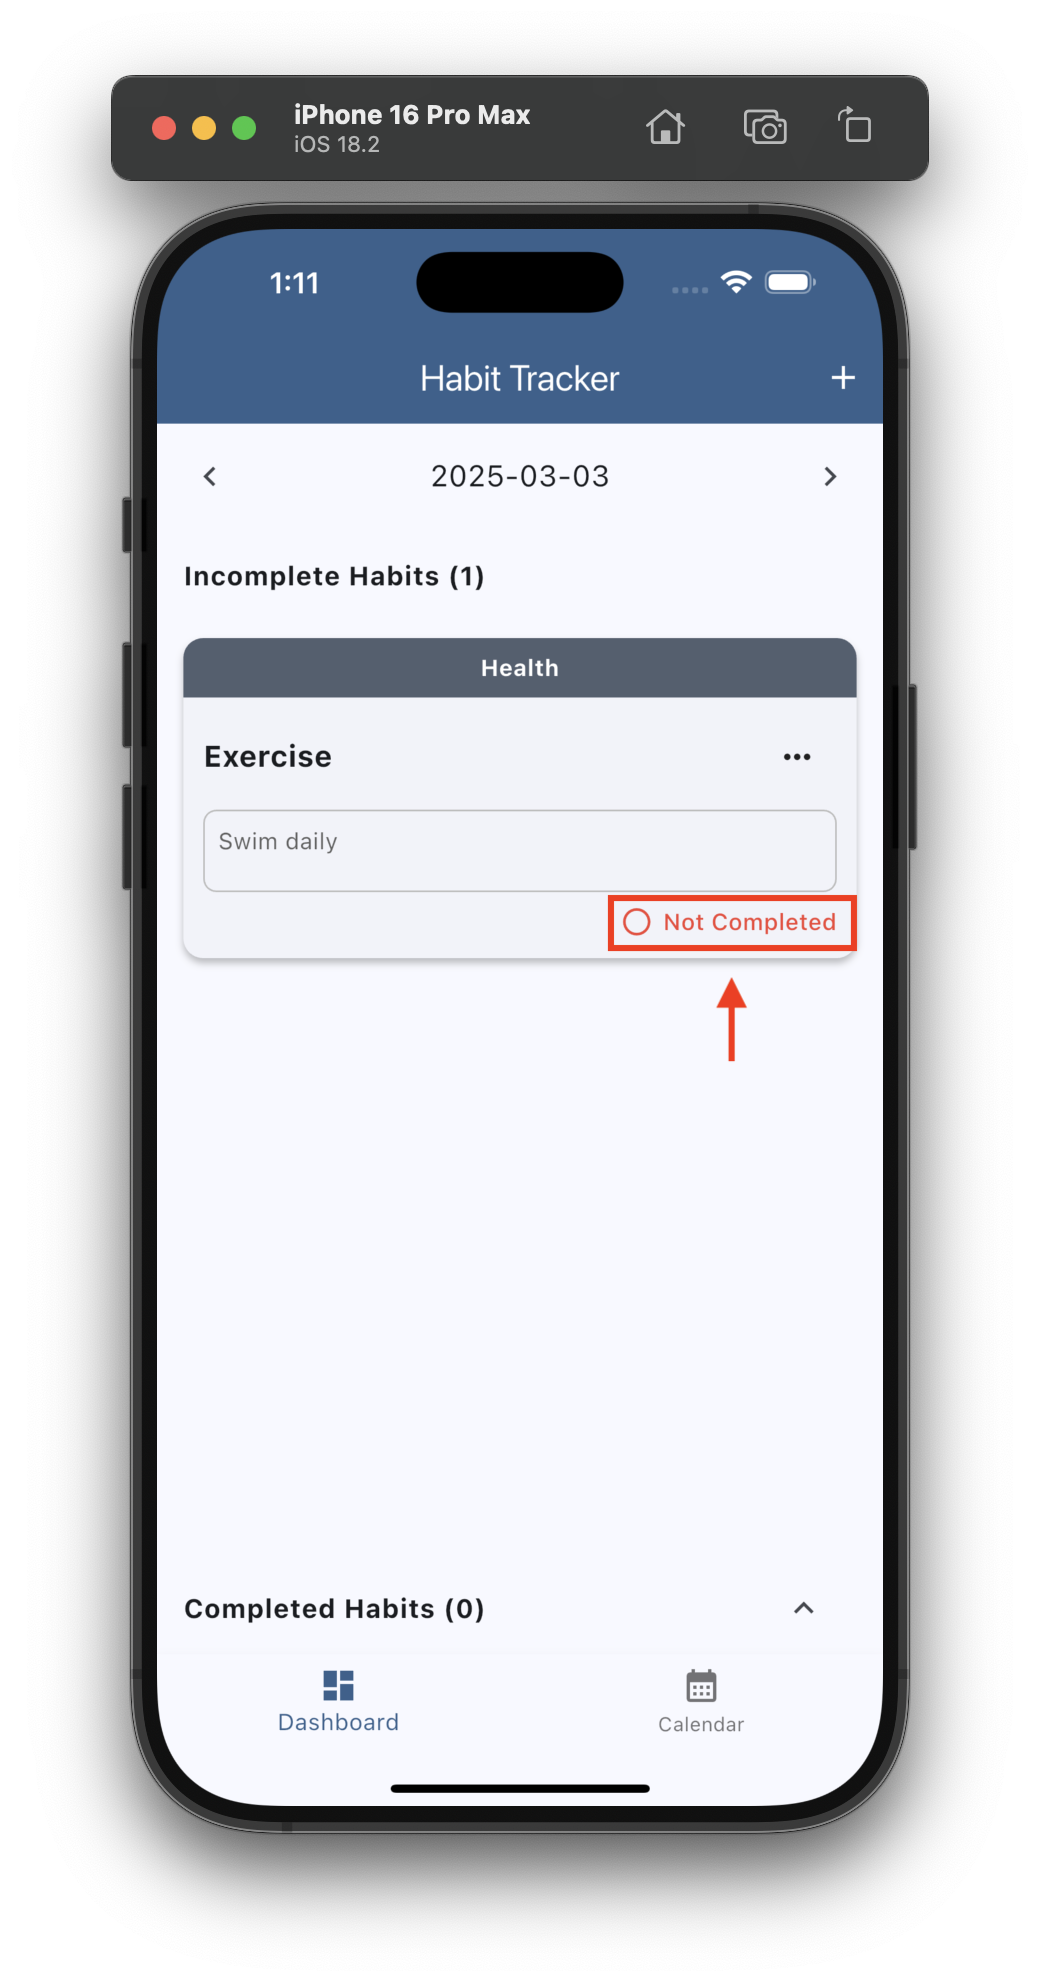 iPhone 16 Pro Max
iOS 18.2
1:11
Habit Tracker
2025-03-03
Incomplete Habits (1)
Health
Exercise
Swim daily
Not Completed
Completed Habits (0)
Dashboard
Calendar